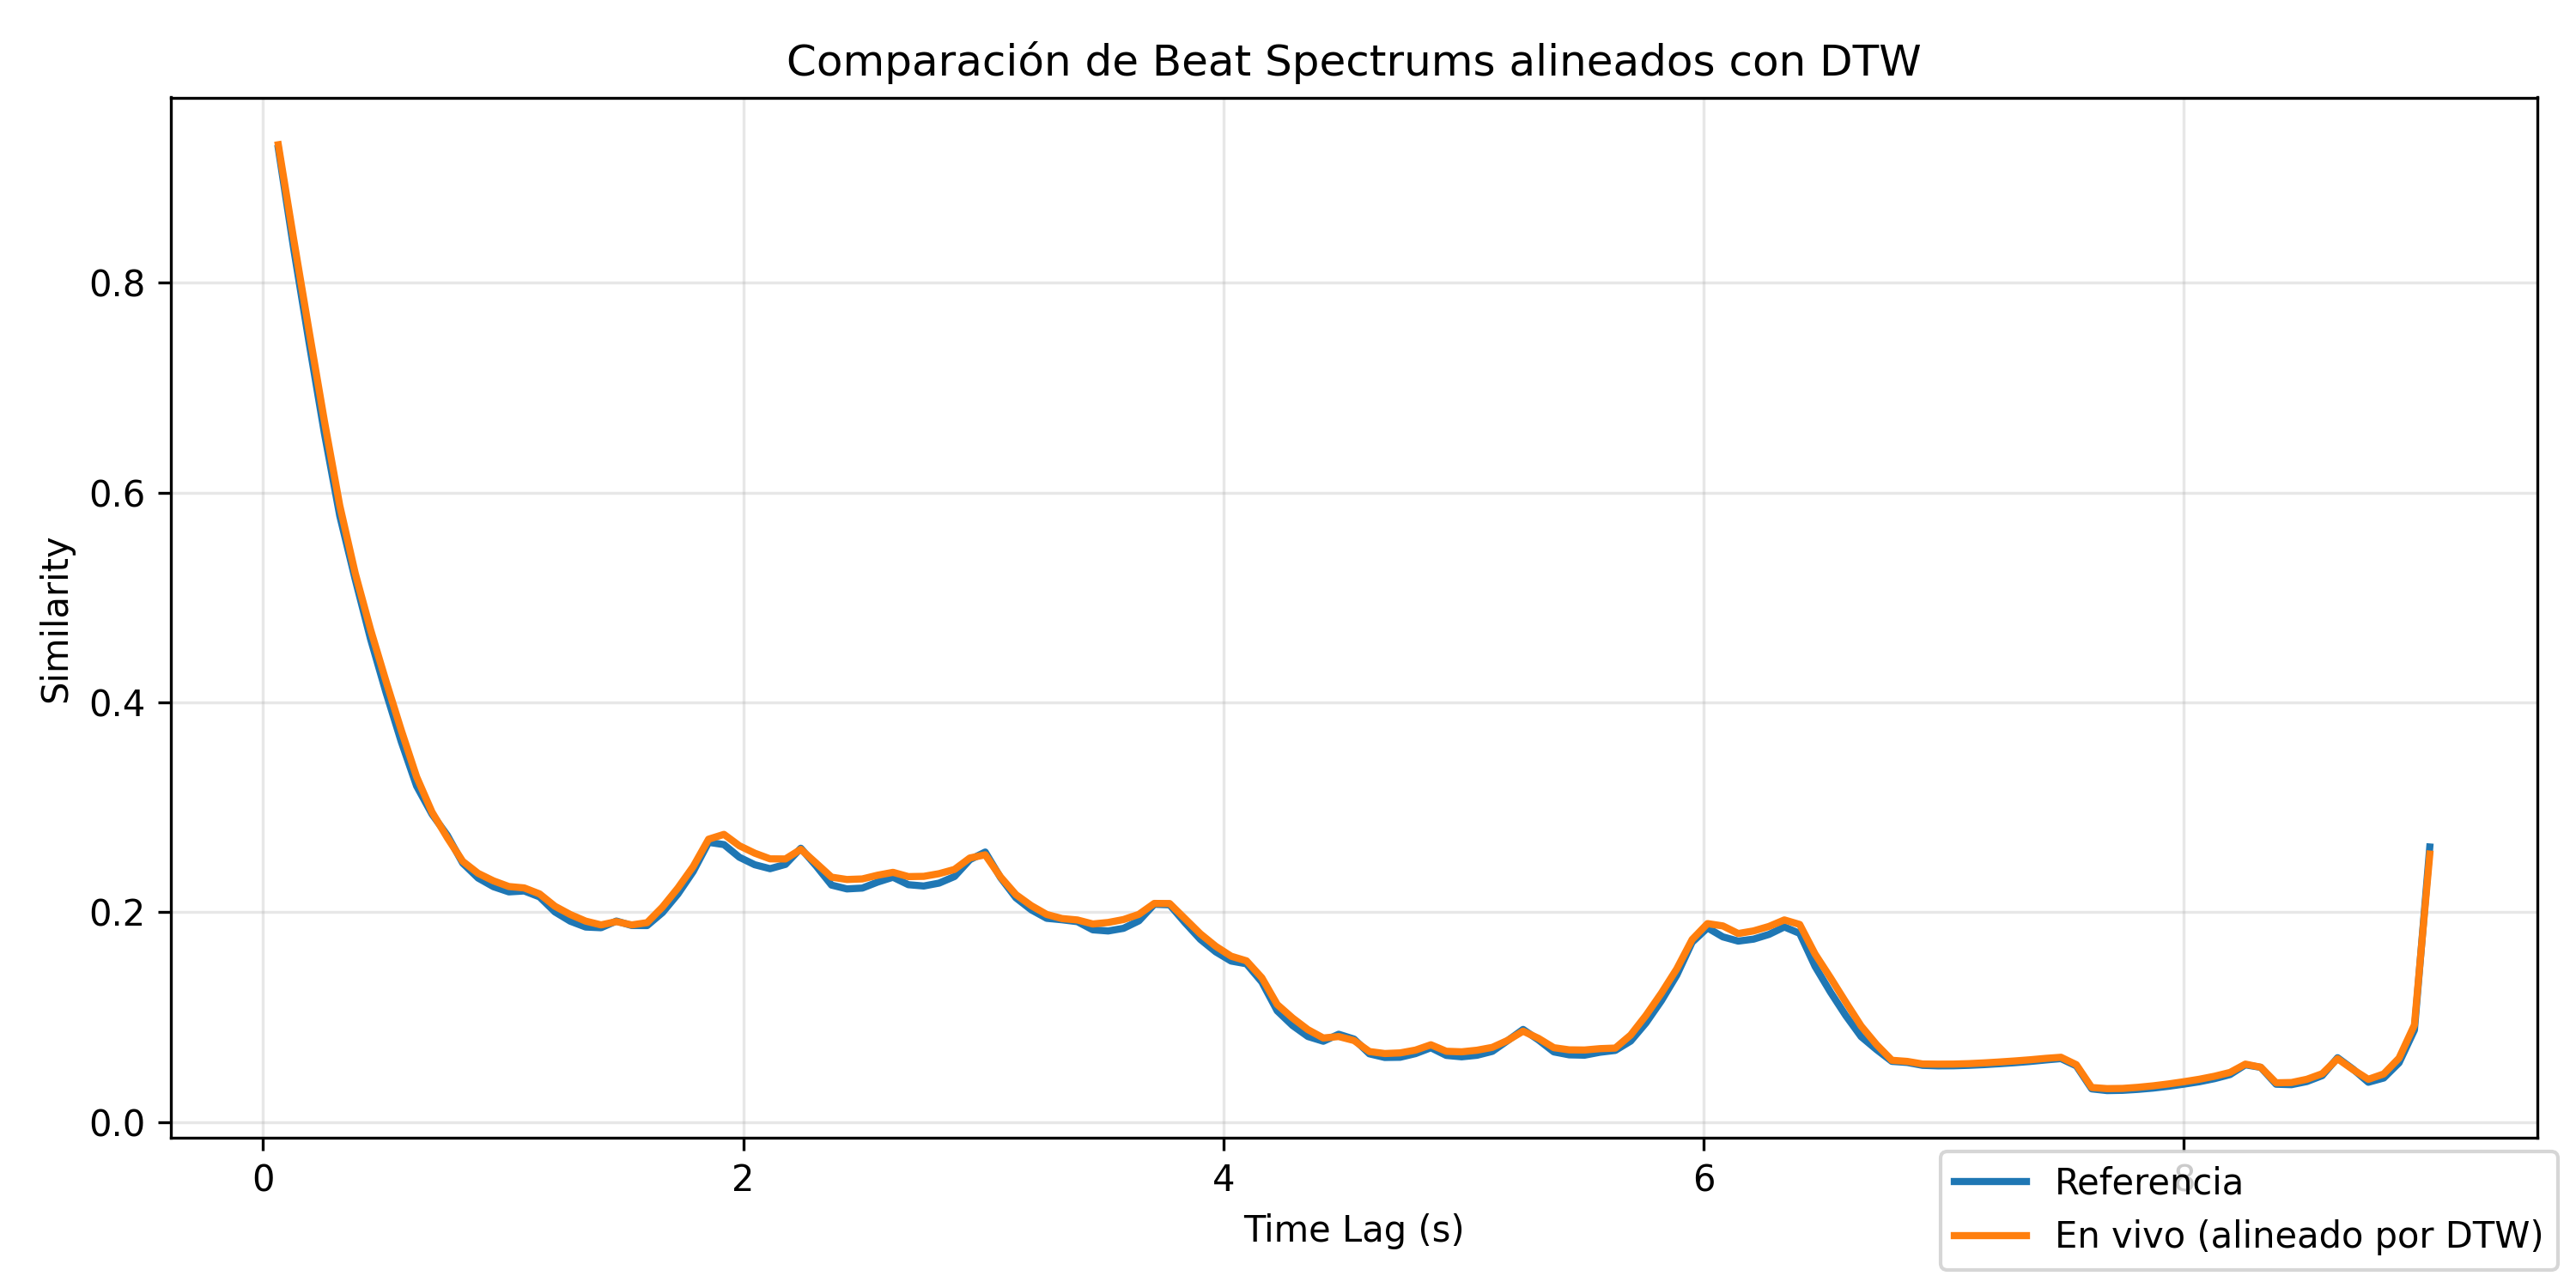 Comparación de Beat Spectrums alineados con DTW
Similarity
0.8
0.6
0.4
0.2
0.0
0 2 4 6 8
Time Lag (s)
Referencia
En vivo (alineado por DTW)